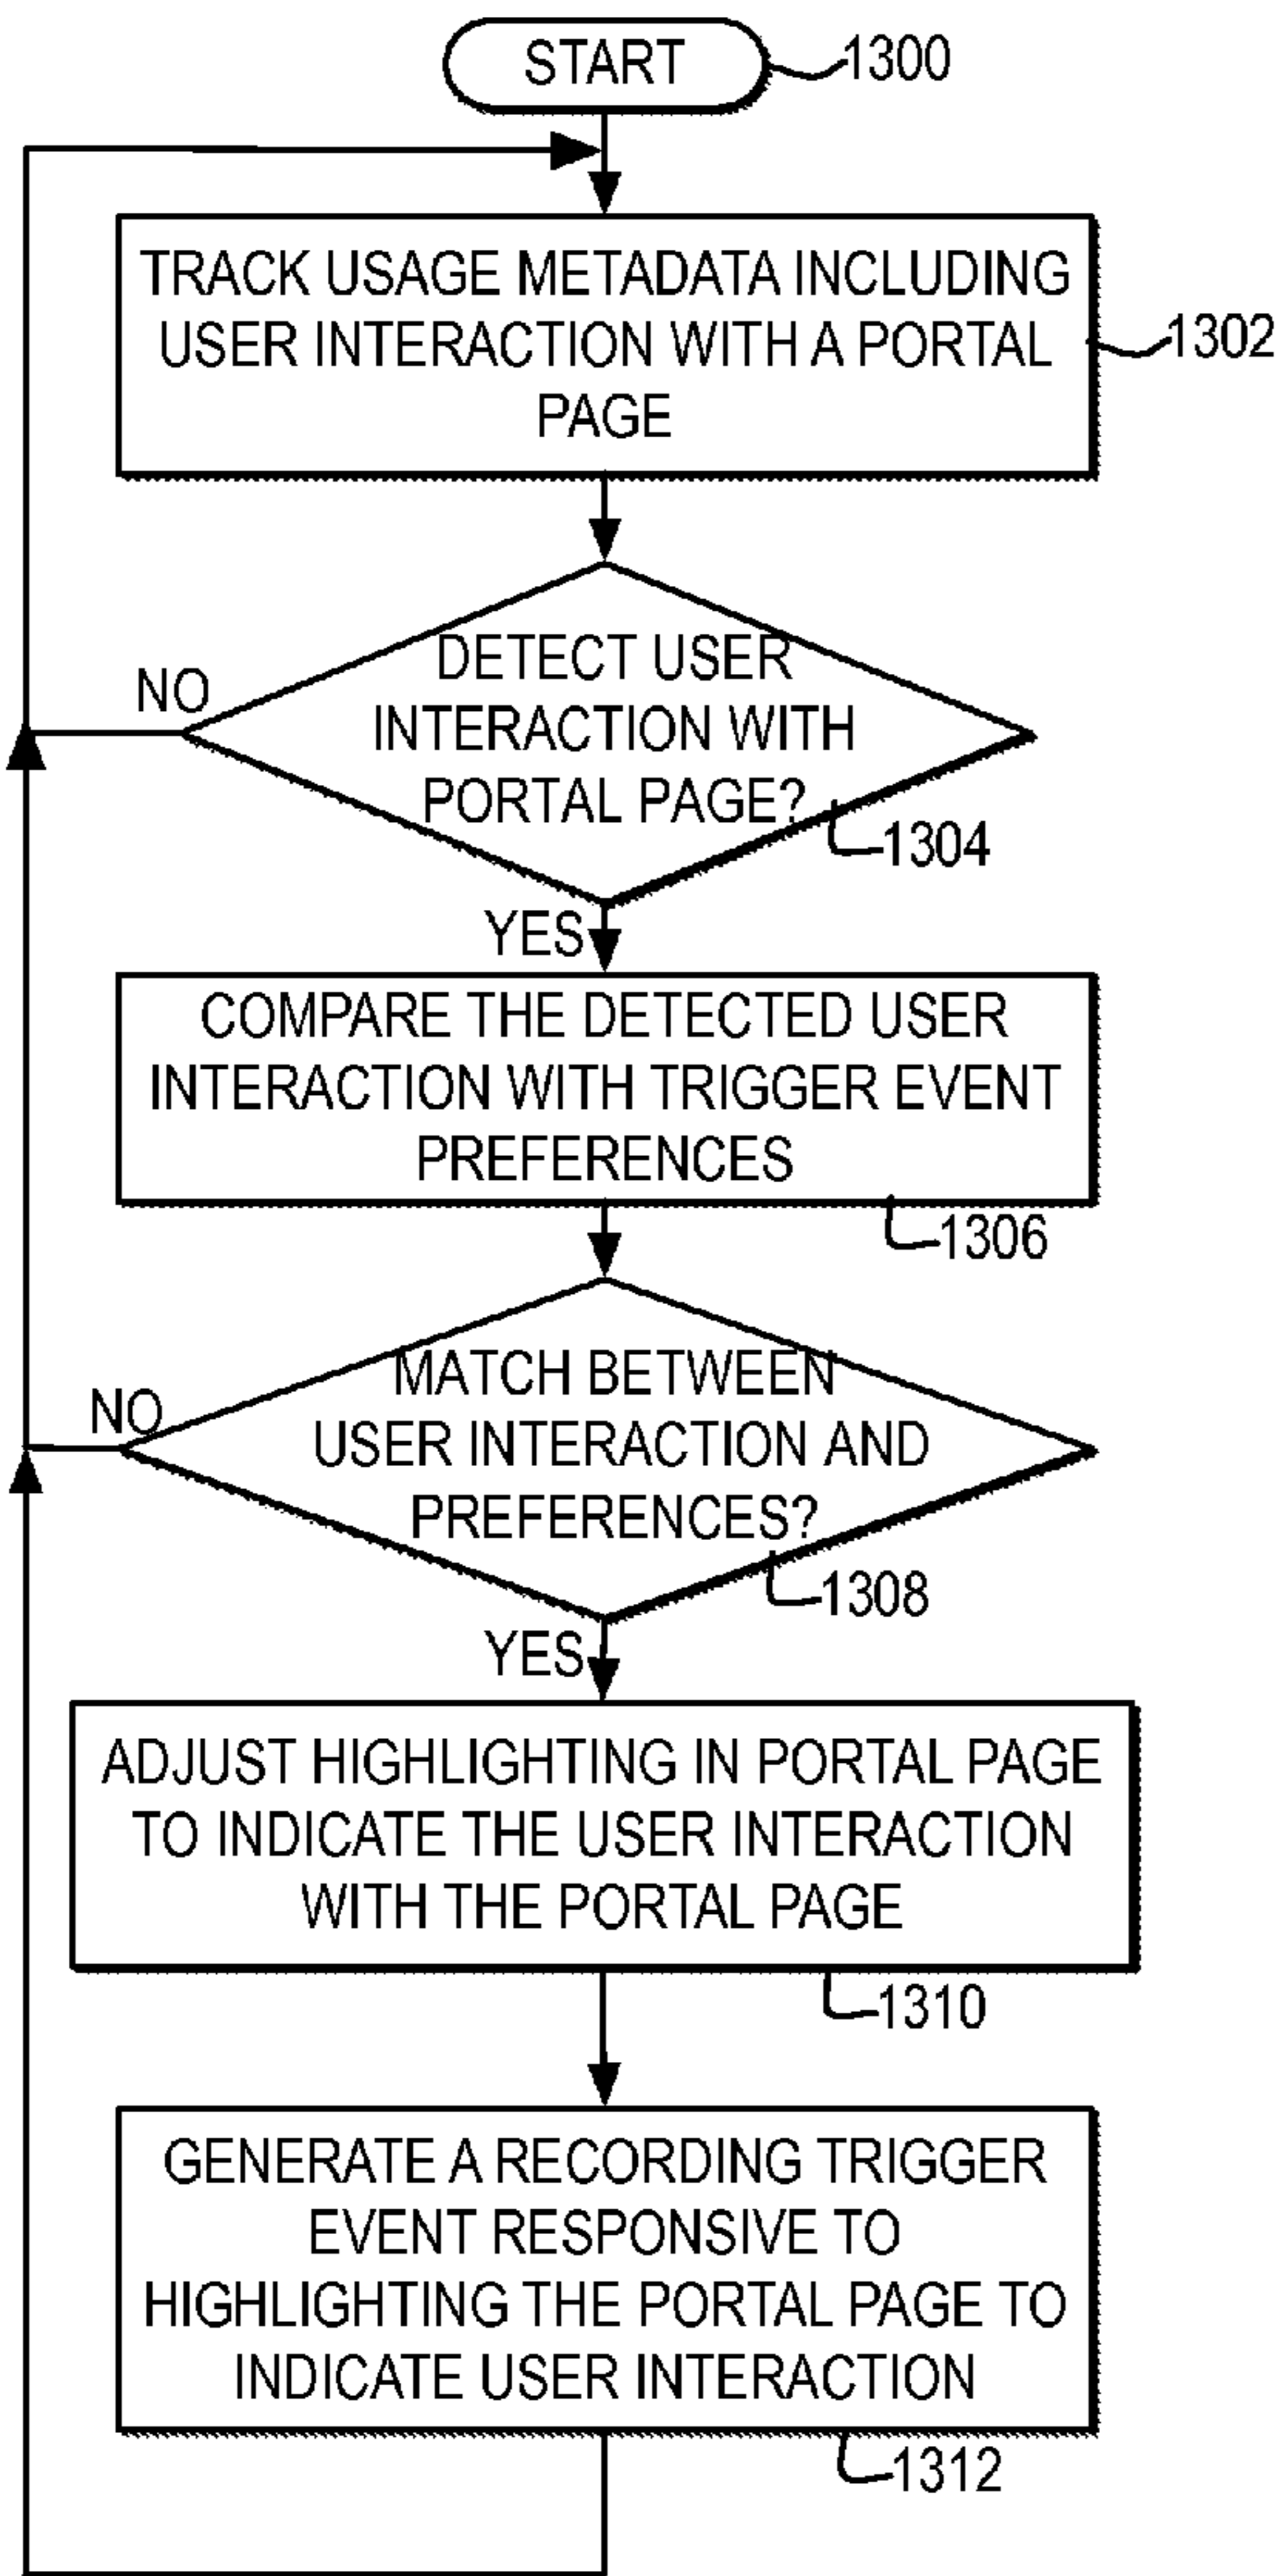 START
1300
TRACK USAGE METADATA INCLUDING
USER INTERACTION WITH A PORTAL
PAGE
1302
DETECT USER
INTERACTION WITH
PORTAL PAGE?
NO
1304
YES
COMPARE THE DETECTED USER
INTERACTION WITH TRIGGER EVENT
PREFERENCES
1306
MATCH BETWEEN
USER INTERACTION AND
PREFERENCES?
NO
1308
YES
ADJUST HIGHLIGHTING IN PORTAL PAGE
TO INDICATE THE USER INTERACTION
WITH THE PORTAL PAGE
1310
GENERATE A RECORDING TRIGGER
EVENT RESPONSIVE TO
HIGHLIGHTING THE PORTAL PAGE TO
INDICATE USER INTERACTION
1312